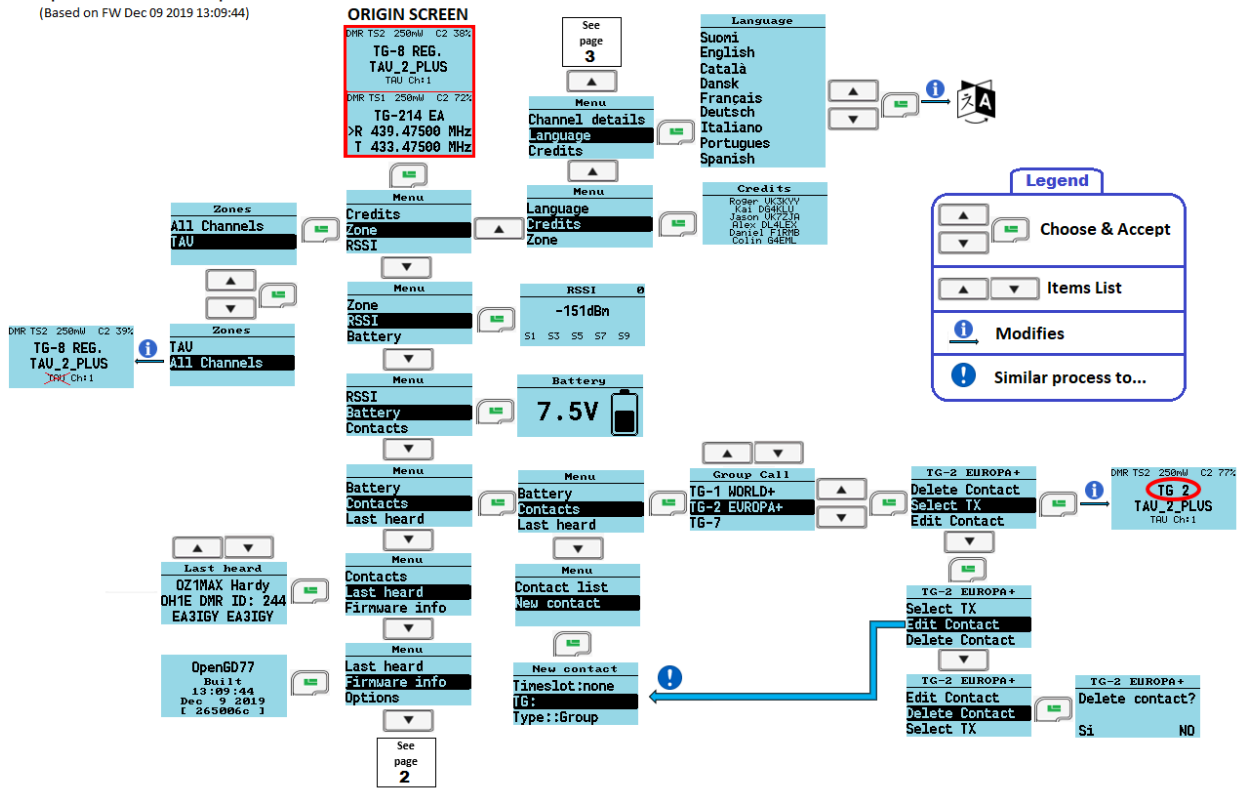 (Based on FW Dec 09 2019 13:09:44)
ORIGIN SCREEN
DMR TS2 250mW C2 38%
TG-8 REG.
TAV_2_PLUS
TAU Ch:1
DMR TS1 250mW C2 72%
TG-214 EA
>R 439.47500 MHz
T 433.47500 MHz
See
page
3
Menu
Channel details
Language
Credits
Language
Suomi
English
Català
Dansk
Français
Deutsch
Italiano
Portugues
Spanish
A
Menu
Language
Credits
Zone
Credits
Roger VK3KYY
Kai DG4KLU
Jason VK7ZJA
Alex DL4LEX
Daniel F1RMB
Colin G4EML
Legend
Choose & Accept
Items List
Modifies
Similar process to...
Menu
Credits
Zone
RSSI
Zones
All Channels
TAU
Zones
TAU
All Channels
DMR TS2 250mW C2 39%
TG-8 REG.
TAV_2_PLUS
TAU Ch:1
Menu
Zone
RSSI
Battery
RSSI 0
-151dBm
S1 S3 S5 S7 S9
Menu
RSSI
Battery
Contacts
Battery
7.5V
Menu
Battery
Contacts
Last heard
Menu
Battery
Contacts
Last heard
Group Call
TG-1 WORLD+
TG-2 EUROPA+
TG-7
TG-2 EUROPA+
Delete Contact
Select TX
Edit Contact
DMR TS2 250mW C2 77%
TG 2
TAV_2_PLUS
TAU Ch:1
Menu
Contacts
Last heard
Firmware info
Last heard
OZ1MAX Hardy
OH1E DMR ID: 244
EA3IGY EA3IGY
Menu
Contact list
New contact
TG-2 EUROPA+
Select TX
Edit Contact
Delete Contact
Menu
Last heard
Firmware info
Options
OpenGD77
Built
13:09:44
Dec 9 2019
[ 265006c ]
New contact
Timeslot:none
TG:
Type::Group
TG-2 EUROPA+
Edit Contact
Delete Contact
Select TX
TG-2 EUROPA+
Delete contact?
Si NO
See
page
2